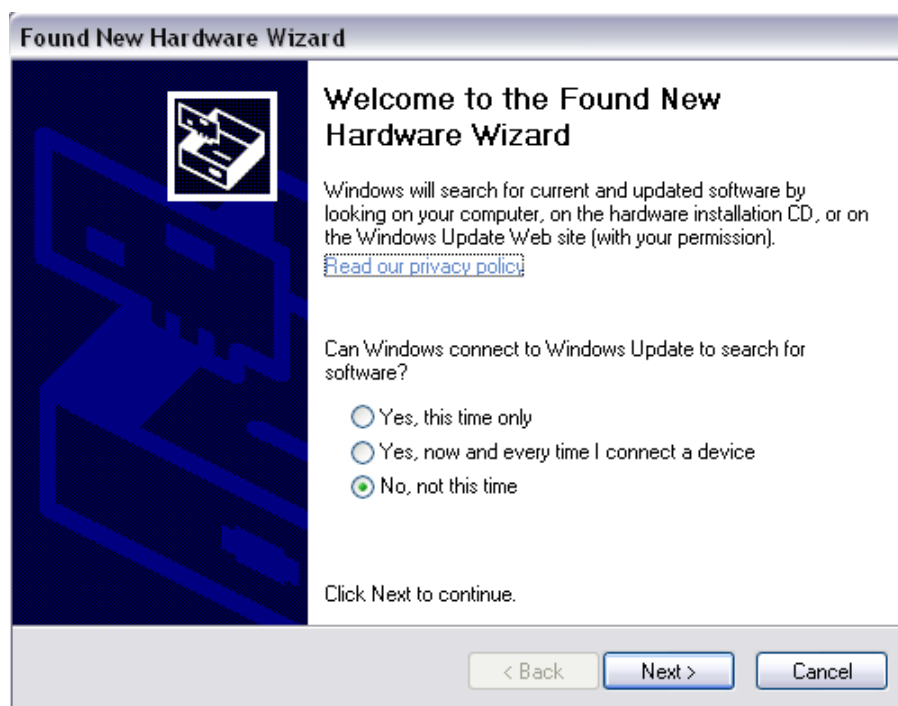 Found New Hardware Wizard
Welcome to the Found New
Hardware Wizard
Windows will search for current and updated software by
looking on your computer, on the hardware installation CD, or on
the Windows Update Web site (with your permission).
Read our privacy policy
Can Windows connect to Windows Update to search for
software?
Yes, this time only
Yes, now and every time I connect a device
No, not this time
Click Next to continue.
< Back Next > Cancel